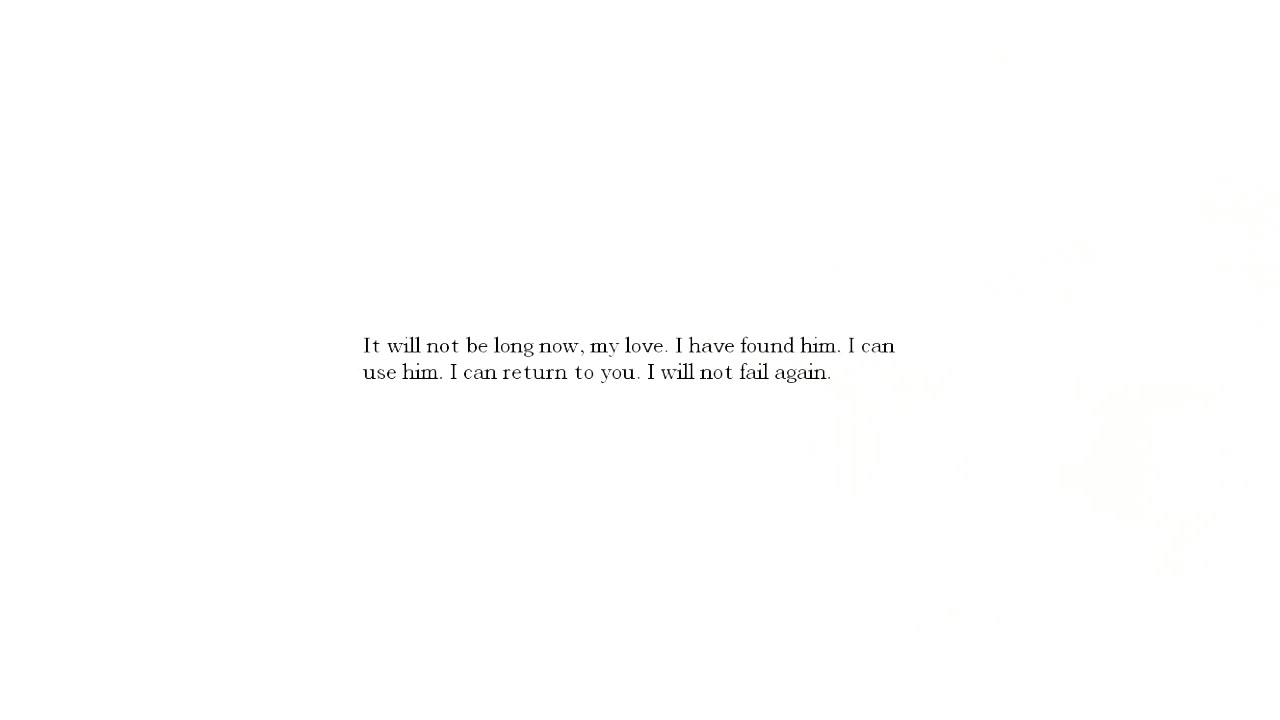 It will not be long now, my love. I have found him. I can
use him. I can return to you. I will not fail again.